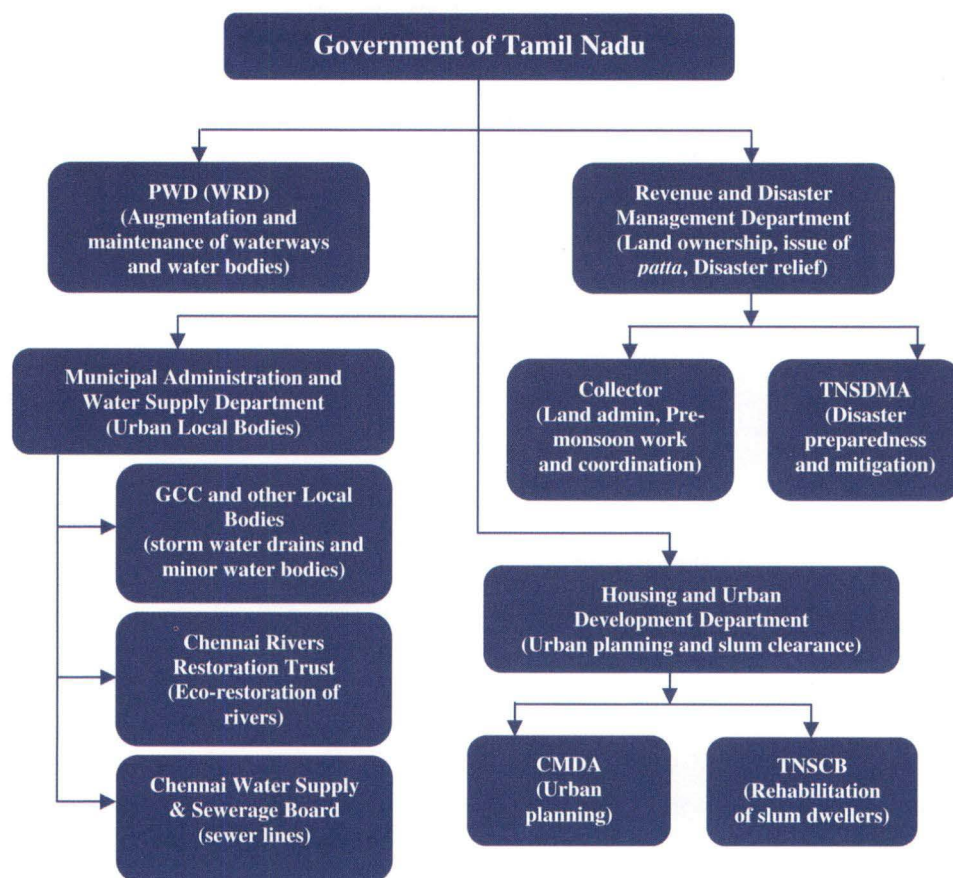 Government of Tamil Nadu
PWD (WRD)
(Augmentation and
maintenance of waterways
and water bodies)
Revenue and Disaster
Management Department
(Land ownership, issue of
patta, Disaster relief)
Municipal Administration and
Water Supply Department
(Urban Local Bodies)
Collector
(Land admin, Pre-
monsoon work
and coordination)
TNSDMA
(Disaster
preparedness
and mitigation)
GCC and other Local
Bodies
(storm water drains and
minor water bodies)
Chennai Rivers
Restoration Trust
(Eco-restoration of
rivers)
Chennai Water Supply
& Sewerage Board
(sewer lines)
Housing and Urban
Development Department
(Urban planning and slum clearance)
CMDA
(Urban
planning)
TNSCB
(Rehabilitation
of slum dwellers)